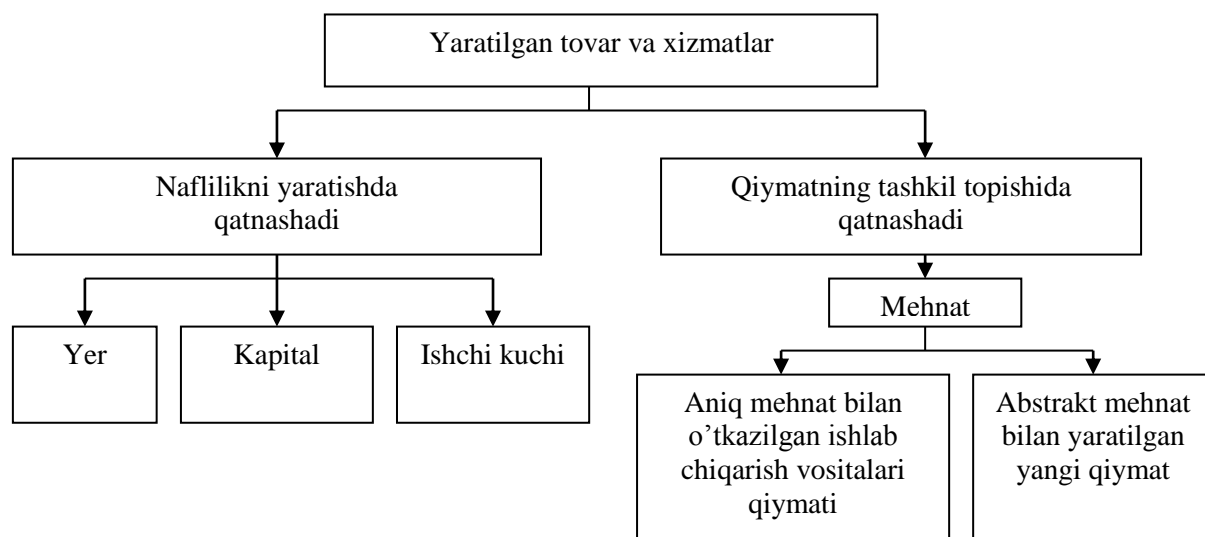 Yaratilgan tovar va xizmatlar
Naflilikni yaratishda
qatnashadi
Qiymatning tashkil topishida
qatnashadi
Mehnat
Yer
Kapital
Ishchi kuchi
Aniq mehnat bilan
o’tkazilgan ishlab
chiqarish vositalari
qiymati
Abstrakt mehnat
bilan yaratilgan
yangi qiymat